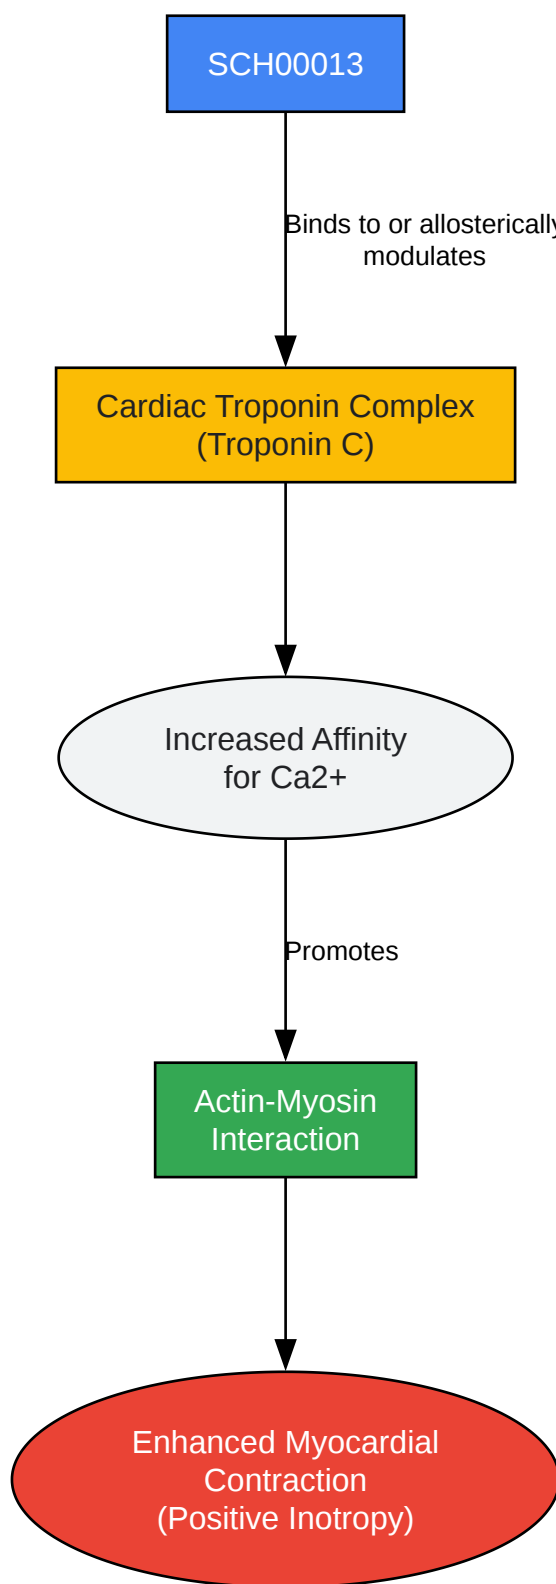 SCH00013
Binds to or allosterically
modulates
Cardiac Troponin Complex
(Troponin C)
Increased Affinity
for Ca2+
Promotes
Actin-Myosin
Interaction
Enhanced Myocardial
Contraction
(Positive Inotropy)